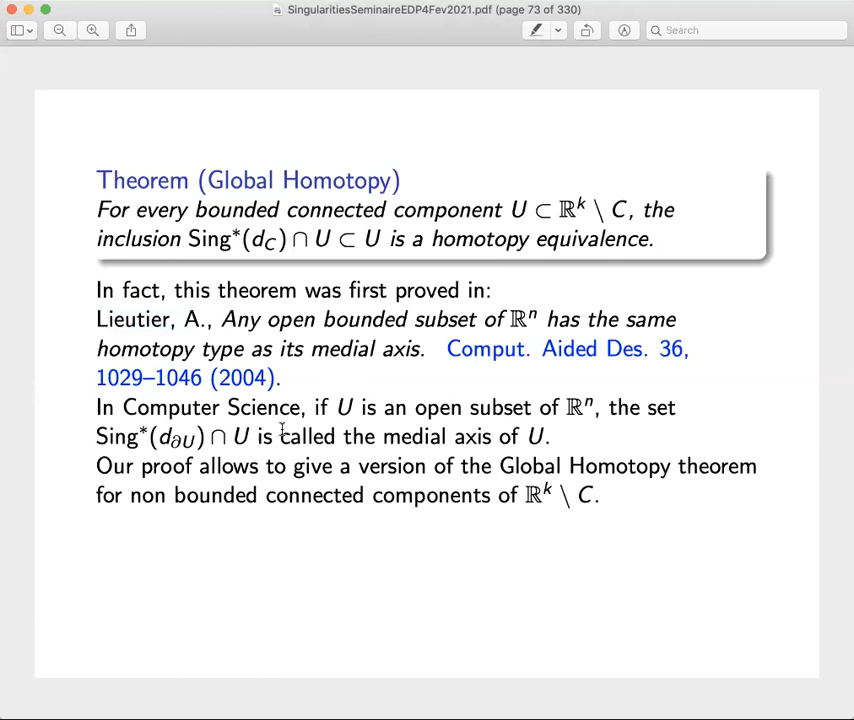 SingularitiesSeminaireEDP4Fev2021.pdf (page 73 of 330)
Search
Theorem (Global Homotopy)
For every bounded connected component U ⊂ ℝᵏ \ C, the
inclusion Sing*(d_C) ∩ U ⊂ U is a homotopy equivalence.
In fact, this theorem was first proved in:
Lieutier, A., Any open bounded subset of ℝⁿ has the same
homotopy type as its medial axis. Comput. Aided Des. 36,
1029–1046 (2004).
In Computer Science, if U is an open subset of ℝⁿ, the set
Sing*(d_∂U) ∩ U is called the medial axis of U.
Our proof allows to give a version of the Global Homotopy theorem
for non bounded connected components of ℝᵏ \ C.